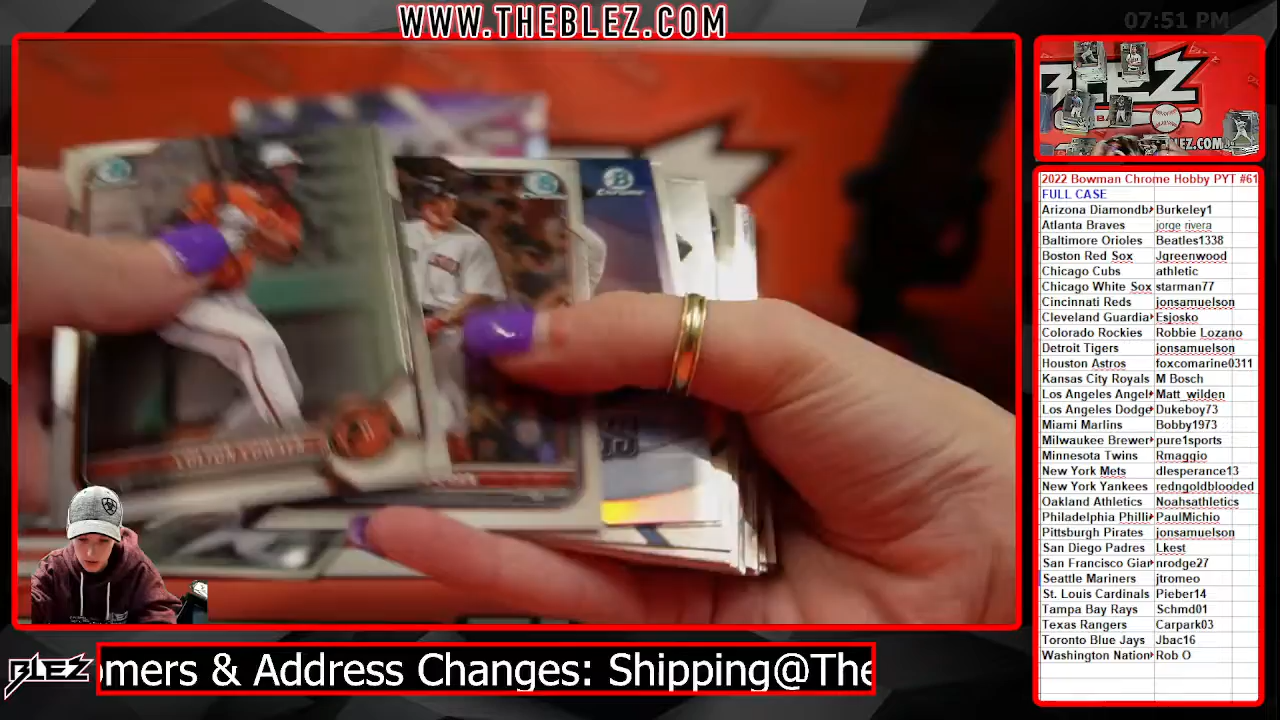 WWW.THEBLEZ.COM
07:51 PM
BLEZ
BLEZ.COM
2022 Bowman Chrome Hobby PYT #61
FULL CASE
Arizona Diamondb Burkeley1
Atlanta Braves jorge rivera
Baltimore Orioles Beatles1338
Boston Red Sox Jgreenwood
Chicago Cubs athletic
Chicago White Sox starman77
Cincinnati Reds jonsamuelson
Cleveland Guardia Esjosko
Colorado Rockies Robbie Lozano
Detroit Tigers jonsamuelson
Houston Astros foxcomarine0311
Kansas City Royals M Bosch
Los Angeles Angel Matt_wilden
Los Angeles Dodge Dukeboy73
Miami Marlins Bobby1973
Milwaukee Brewer pure1sports
Minnesota Twins Rmaggio
New York Mets dlesperance13
New York Yankees redngoldblooded
Oakland Athletics Noahsathletics
Philadelphia Philli PaulMichio
Pittsburgh Pirates jonsamuelson
San Diego Padres Lkest
San Francisco Gian nrodge27
Seattle Mariners jtromeo
St. Louis Cardinals Pieber14
Tampa Bay Rays Schmd01
Texas Rangers Carpark03
Toronto Blue Jays Jbac16
Washington Nation Rob O
Chrome
BLEZ
omers & Address Changes: Shipping@The